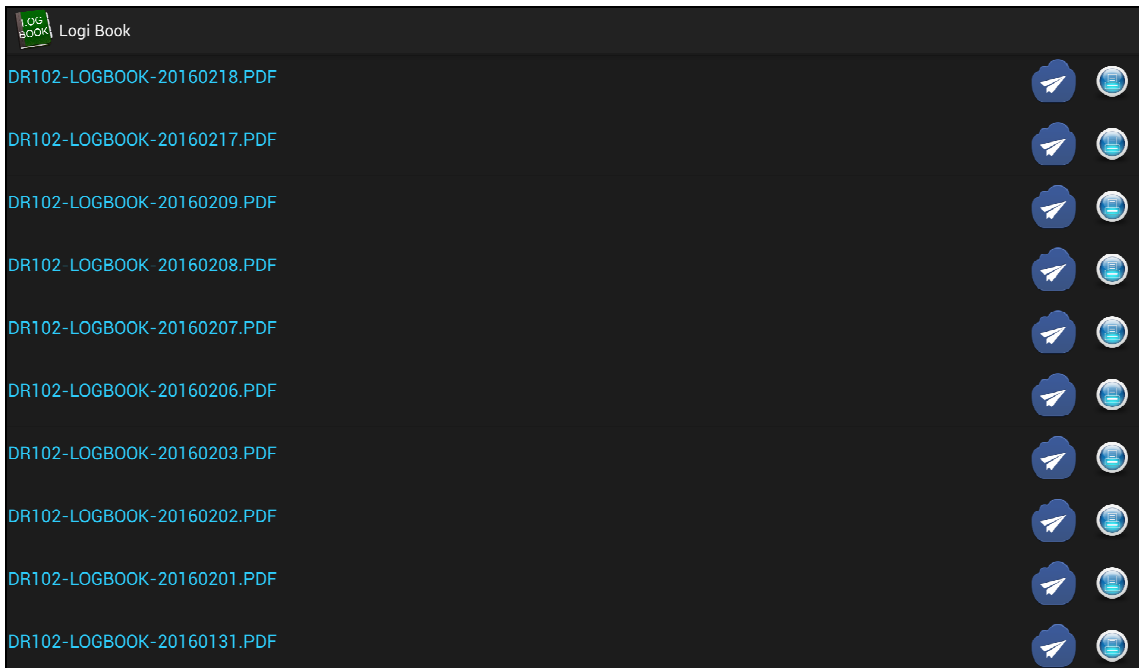 LOG
BOOK
Logi Book
DR102-LOGBOOK-20160218.PDF
DR102-LOGBOOK-20160217.PDF
DR102-LOGBOOK-20160209.PDF
DR102-LOGBOOK-20160208.PDF
DR102-LOGBOOK-20160207.PDF
DR102-LOGBOOK-20160206.PDF
DR102-LOGBOOK-20160203.PDF
DR102-LOGBOOK-20160202.PDF
DR102-LOGBOOK-20160201.PDF
DR102-LOGBOOK-20160131.PDF